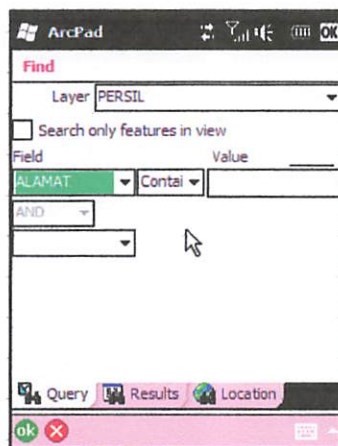 ArcPad OK
Find
Layer PERSIL
Search only features in view
Field Value
ALAMAT Contai
AND
Query Results Location
ok